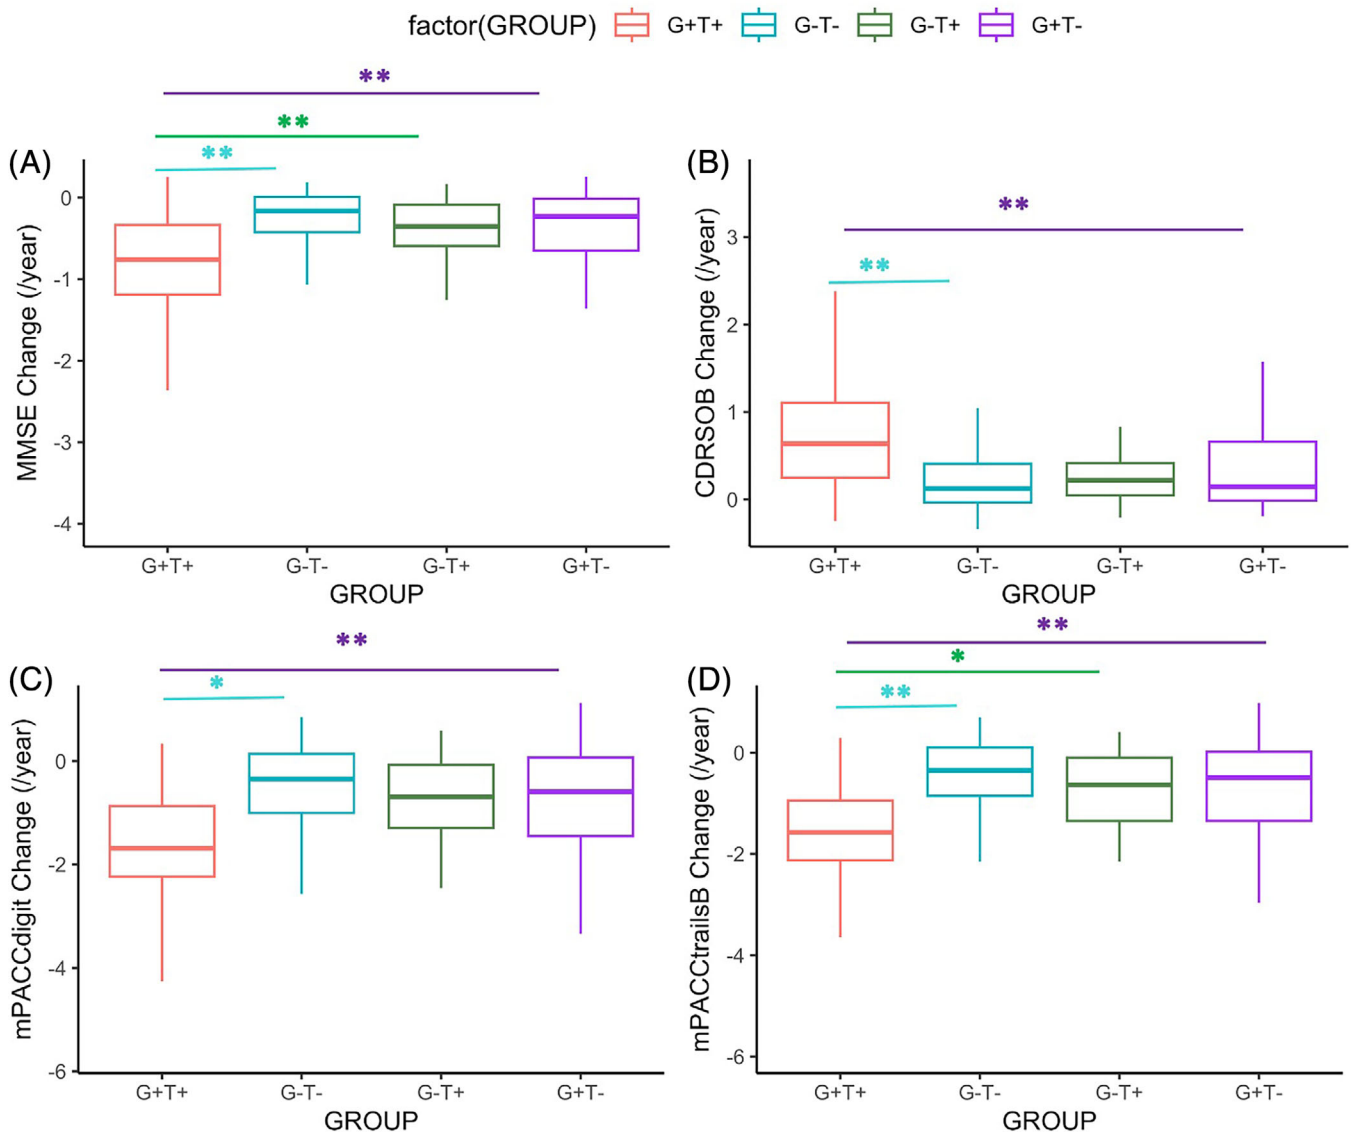 factor(GROUP) G+T+ G-T- G-T+ G+T-
(A)
**
**
**
MMSE Change (/year)
0
-1
-2
-3
-4
G+T+ G-T- G-T+ G+T-
GROUP
(B)
**
**
CDRSOB Change (/year)
3
2
1
0
G+T+ G-T- G-T+ G+T-
GROUP
(C)
**
*
mPACCdigit Change (/year)
0
-2
-4
-6
G+T+ G-T- G-T+ G+T-
GROUP
(D)
**
*
**
mPACCtrailsB Change (/year)
0
-2
-4
-6
G+T+ G-T- G-T+ G+T-
GROUP